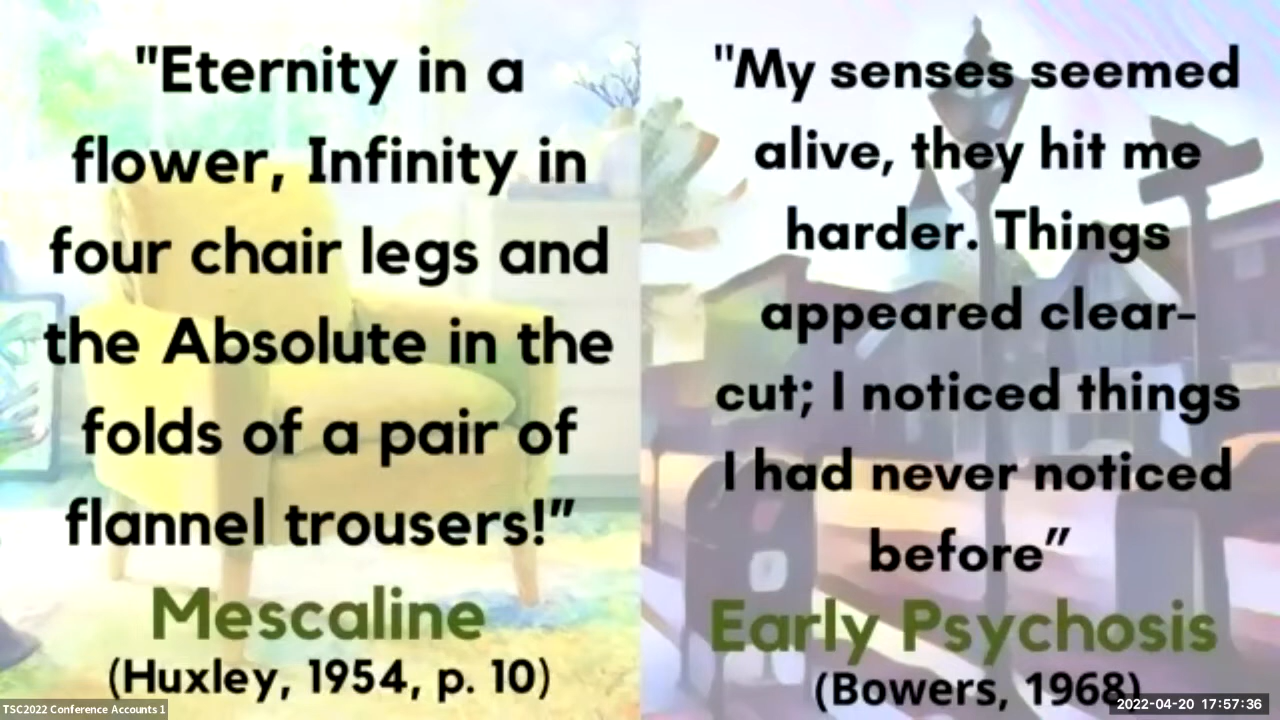 "Eternity in a
flower, Infinity in
four chair legs and
the Absolute in the
folds of a pair of
flannel trousers!”
Mescaline
(Huxley, 1954, p. 10)
"My senses seemed
alive, they hit me
harder. Things
appeared clear-
cut; I noticed things
I had never noticed
before”
Early Psychosis
(Bowers, 1968)
TSC2022 Conference Accounts 1
2022-04-20 17:57:36